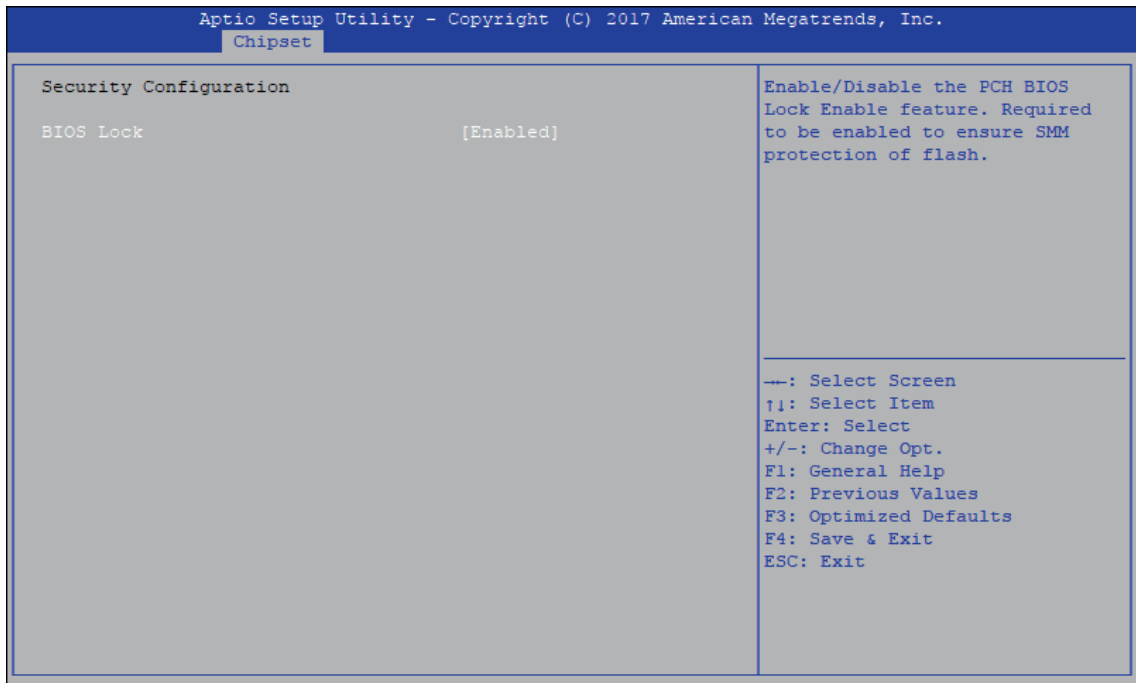 Aptio Setup Utility - Copyright (C) 2017 American Megatrends, Inc.
Chipset
Security Configuration
BIOS Lock [Enabled]
Enable/Disable the PCH BIOS
Lock Enable feature. Required
to be enabled to ensure SMM
protection of flash.
→←: Select Screen
↑↓: Select Item
Enter: Select
+/-: Change Opt.
F1: General Help
F2: Previous Values
F3: Optimized Defaults
F4: Save & Exit
ESC: Exit